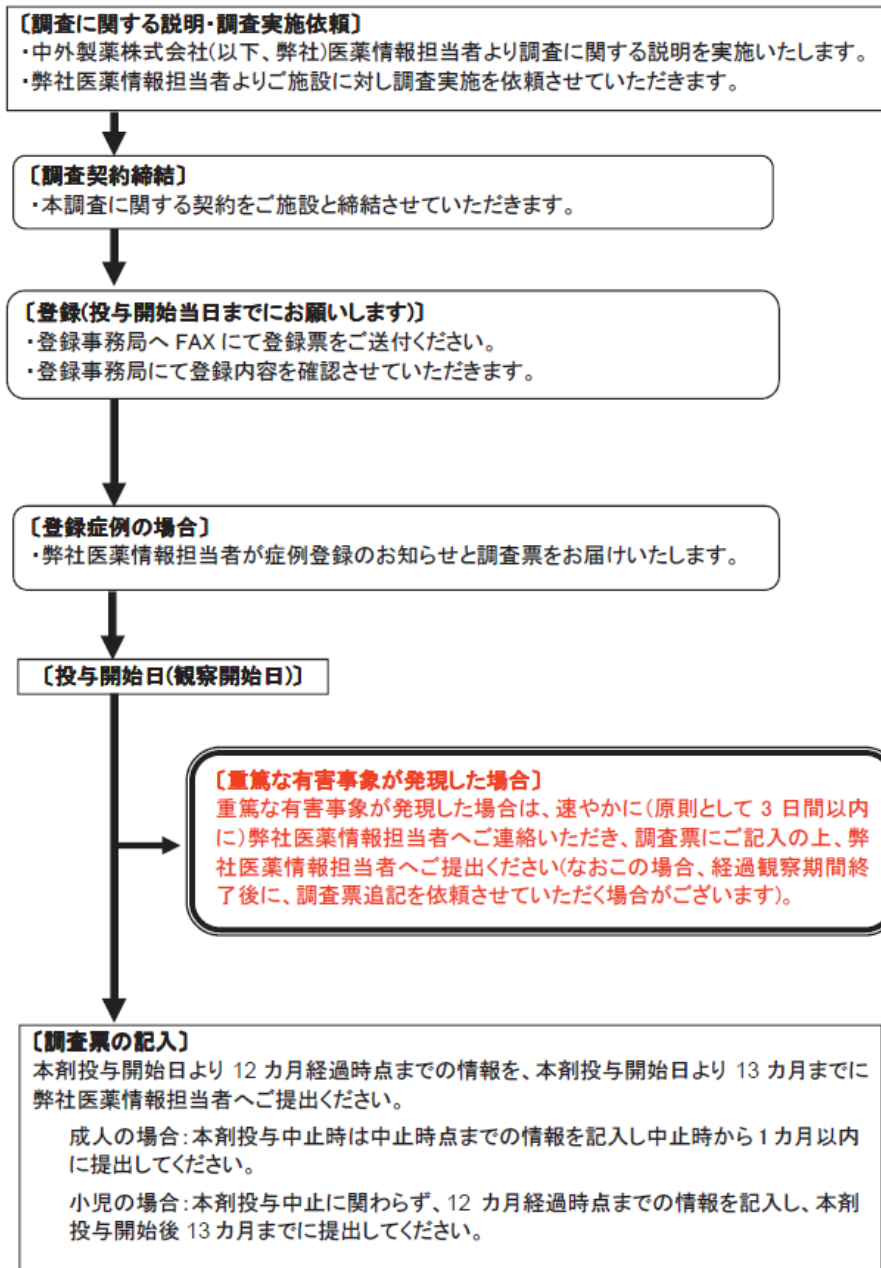 〔調査に関する説明・調査実施依頼〕
・中外製薬株式会社(以下、弊社)医薬情報担当者より調査に関する説明を実施いたします。
・弊社医薬情報担当者よりご施設に対し調査実施を依頼させていただきます。
〔調査契約締結〕
・本調査に関する契約をご施設と締結させていただきます。
〔登録(投与開始当日までにお願いします)〕
・登録事務局へ FAX にて登録票をご送付ください。
・登録事務局にて登録内容を確認させていただきます。
〔登録症例の場合〕
・弊社医薬情報担当者が症例登録のお知らせと調査票をお届けいたします。
〔投与開始日(観察開始日)〕
〔重篤な有害事象が発現した場合〕
重篤な有害事象が発現した場合は、速やかに(原則として 3 日間以内
に)弊社医薬情報担当者へご連絡いただき、調査票にご記入の上、弊
社医薬情報担当者へご提出ください(なおこの場合、経過観察期間終
了後に、調査票追記を依頼させていただく場合がございます)。
〔調査票の記入〕
本剤投与開始日より 12 カ月経過時点までの情報を、本剤投与開始日より 13 カ月までに
弊社医薬情報担当者へご提出ください。
成人の場合:本剤投与中止時は中止時点までの情報を記入し中止時から 1 カ月以内
に提出してください。
小児の場合:本剤投与中止に関わらず、12 カ月経過時点までの情報を記入し、本剤
投与開始後 13 カ月までに提出してください。